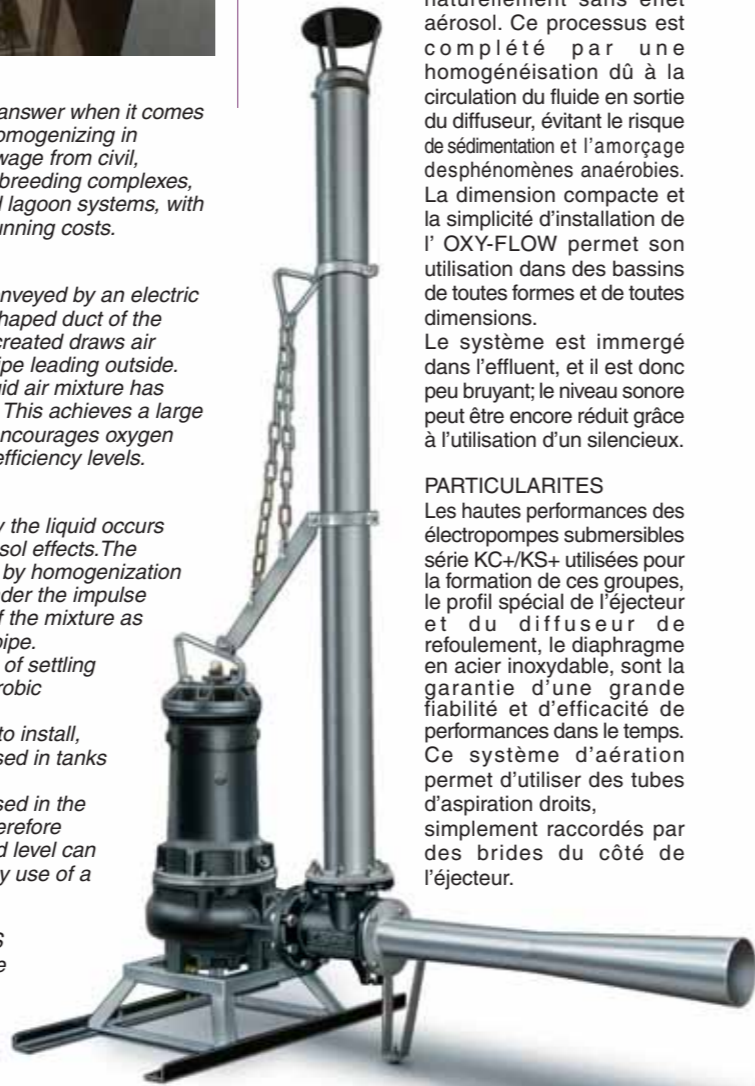 answer when it comes
omogenizing in
wage from civil,
breeding complexes,
l lagoon systems, with
unning costs.
nveyed by an electric
haped duct of the
created draws air
ipe leading outside.
id air mixture has
This achieves a large
encourages oxygen
efficiency levels.
y the liquid occurs
sol effects.The
by homogenization
nder the impulse
f the mixture as
pipe.
of settling
robic
to install,
sed in tanks
sed in the
erefore
d level can
y use of a
S
e
naturellement sans effet
aérosol. Ce processus est
complété par une
homogénéisation dû à la
circulation du fluide en sortie
du diffuseur, évitant le risque
de sédimentation et l’amorçage
desphénomènes anaérobies.
La dimension compacte et
la simplicité d’installation de
l’ OXY-FLOW permet son
utilisation dans des bassins
de toutes formes et de toutes
dimensions.
Le système est immergé
dans l’effluent, et il est donc
peu bruyant; le niveau sonore
peut être encore réduit grâce
à l’utilisation d’un silencieux.
PARTICULARITES
Les hautes performances des
électropompes submersibles
série KC+/KS+ utilisées pour
la formation de ces groupes,
le profil spécial de l’éjecteur
et du diffuseur de
refoulement, le diaphragme
en acier inoxydable, sont la
garantie d’une grande
fiabilité et d’efficacité de
performances dans le temps.
Ce système d’aération
permet d’utiliser des tubes
d’aspiration droits,
simplement raccordés par
des brides du côté de
l’éjecteur.